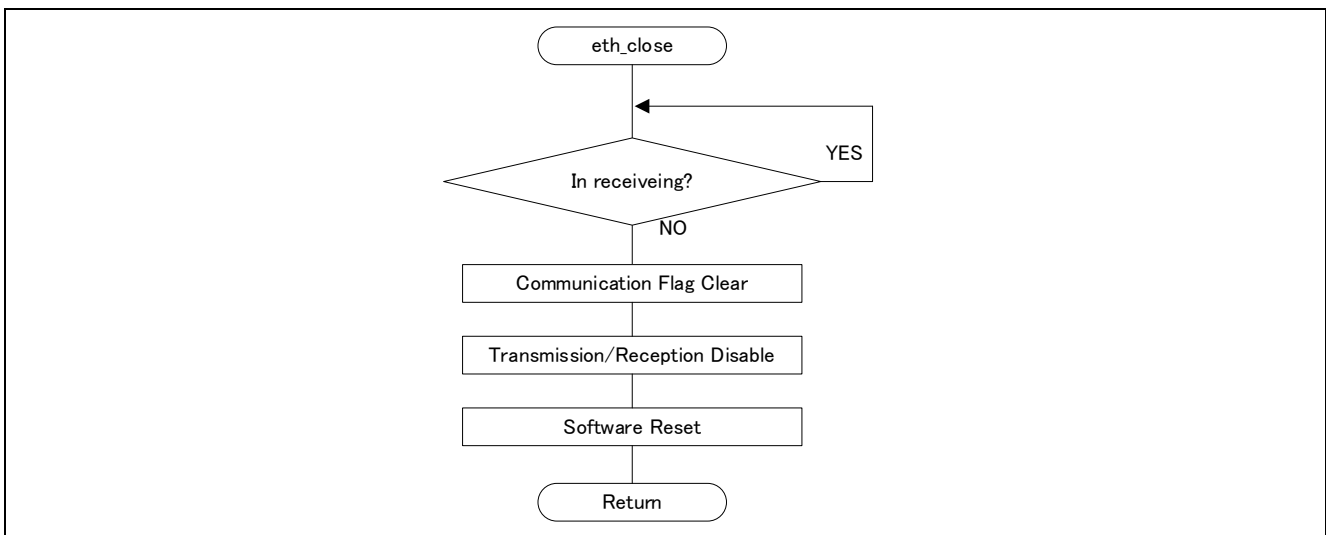 eth_close
YES
In receiveing?
NO
Communication Flag Clear
Transmission/Reception Disable
Software Reset
Return